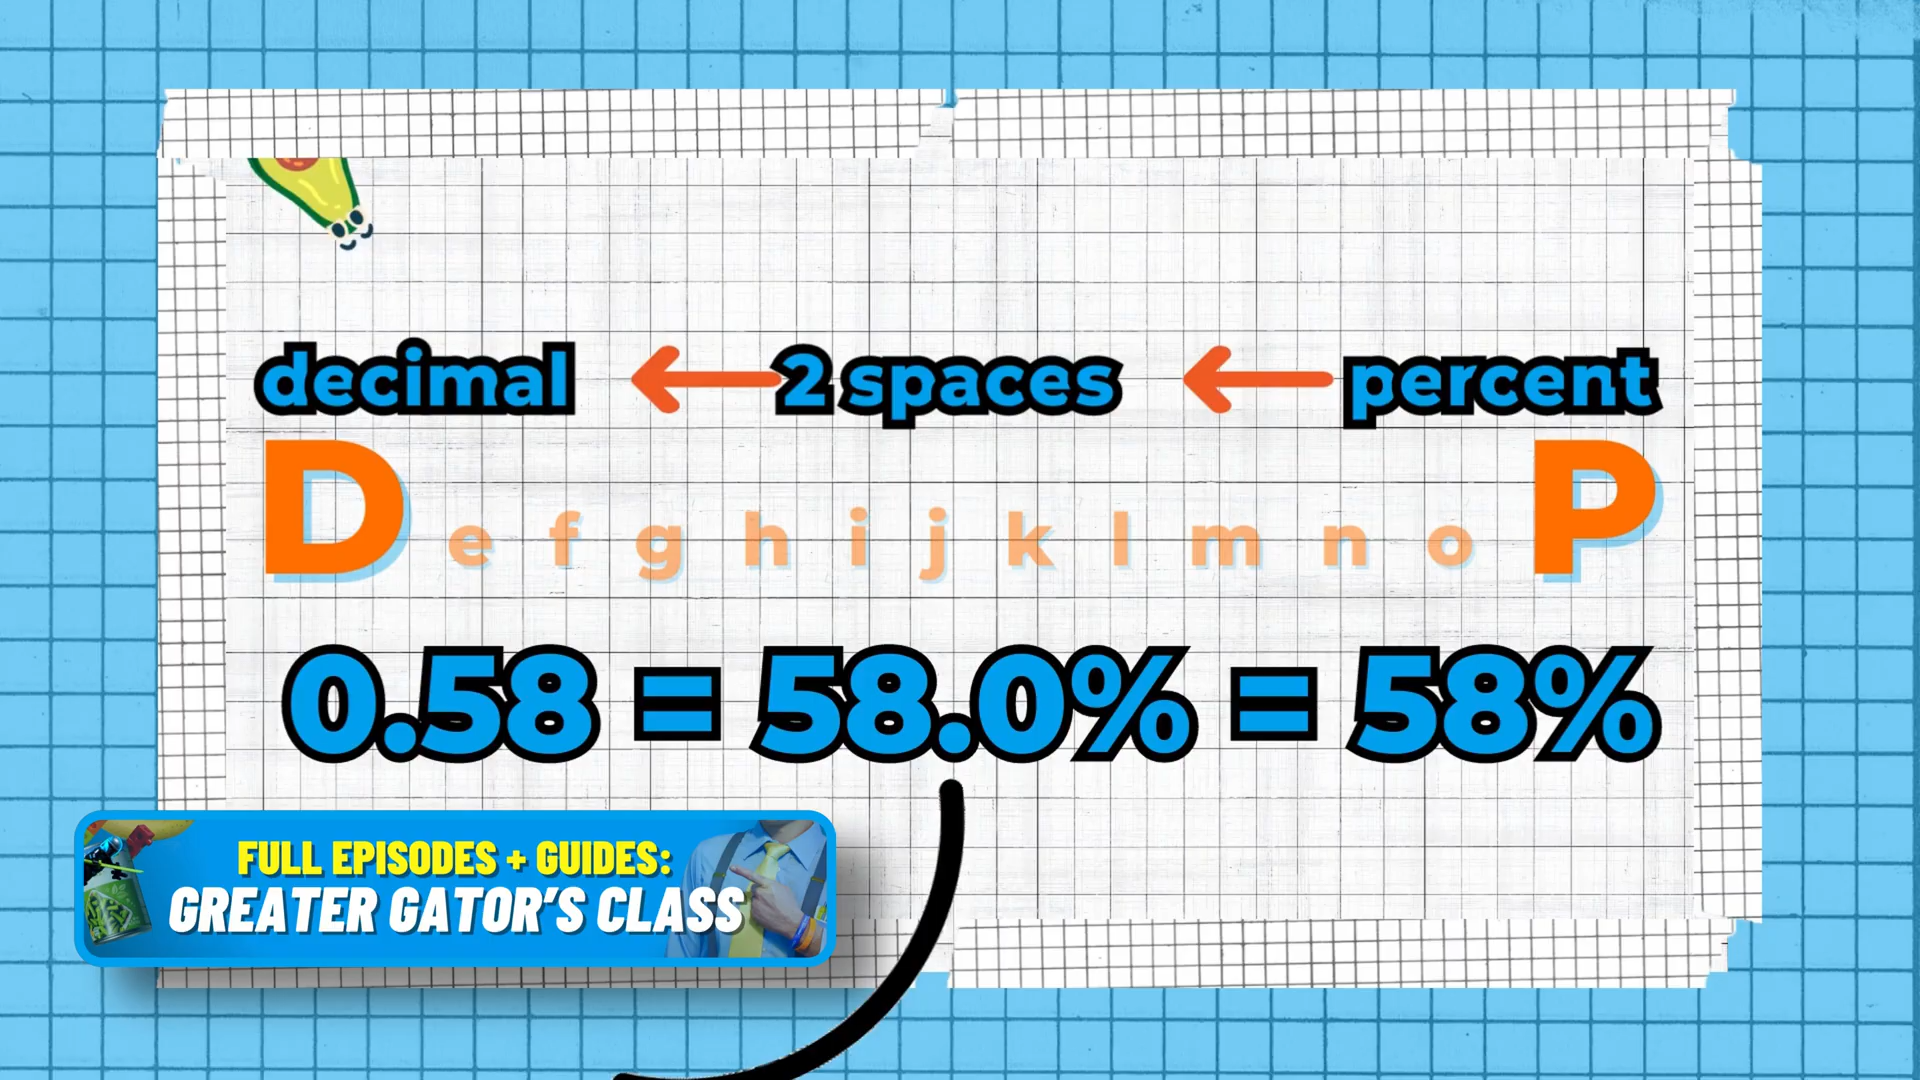 decimal ← 2 spaces ← percent
D e f g h i j k l m n o P
0.58 = 58.0% = 58%
FULL EPISODES + GUIDES:
GREATER GATOR'S CLASS